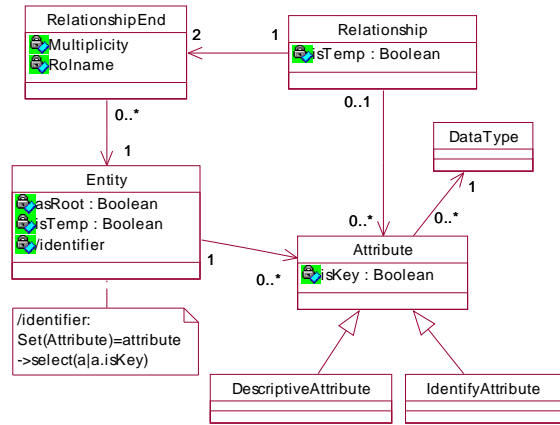 RelationshipEnd
Multiplicity
Rolname
Relationship
isTemp : Boolean
2
1
0..*
1
0..1
0..*
DataType
1
0..*
Entity
asRoot : Boolean
isTemp : Boolean
/identifier
1
0..*
Attribute
isKey : Boolean
/identifier:
Set(Attribute)=attribute
->select(a|a.isKey)
DescriptiveAttribute
IdentifyAttribute